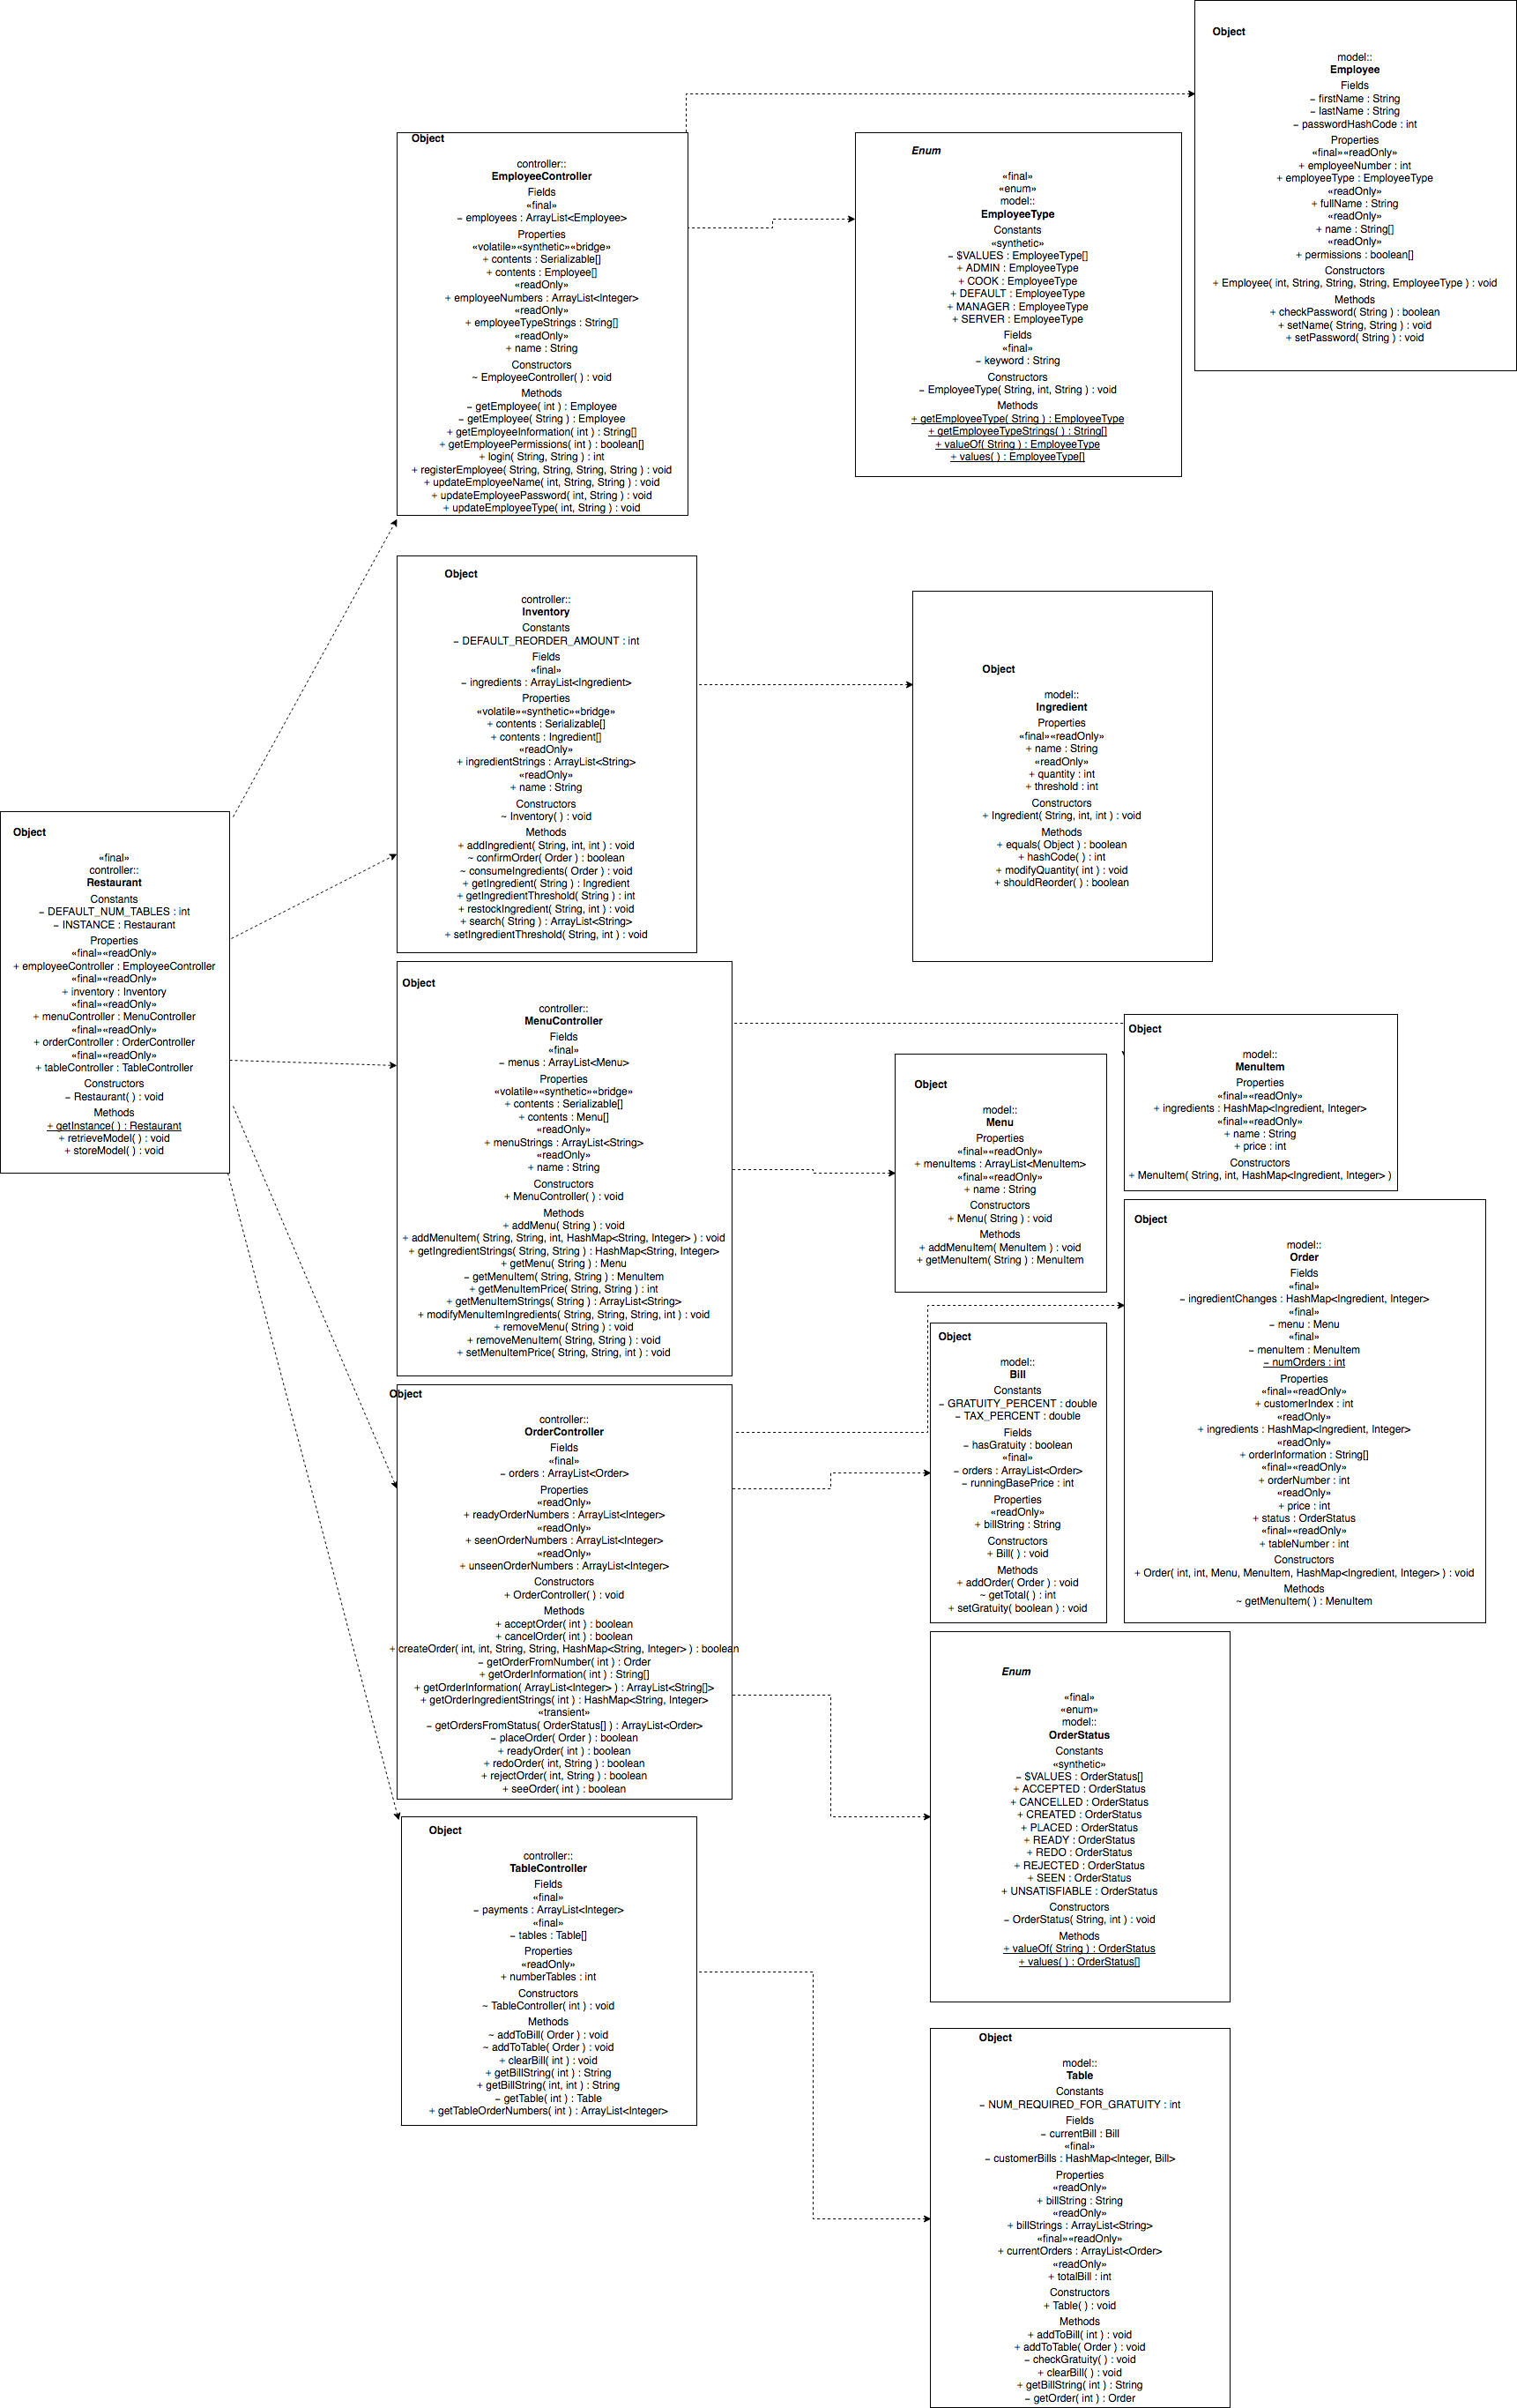 Object
model::
Employee
Fields
− firstName : String
− lastName : String
− passwordHashCode : int
Properties
«final»«readOnly»
+ employeeNumber : int
+ employeeType : EmployeeType
«readOnly»
+ fullName : String
«readOnly»
+ name : String[]
«readOnly»
+ permissions : boolean[]
Constructors
+ Employee( int, String, String, String, EmployeeType ) : void
Methods
+ checkPassword( String ) : boolean
+ setName( String, String ) : void
+ setPassword( String ) : void
Object
controller::
EmployeeController
Fields
«final»
− employees : ArrayList<Employee>
Properties
«volatile»«synthetic»«bridge»
+ contents : Serializable[]
+ contents : Employee[]
«readOnly»
+ employeeNumbers : ArrayList<Integer>
«readOnly»
+ employeeTypeStrings : String[]
«readOnly»
+ name : String
Constructors
~ EmployeeController( ) : void
Methods
− getEmployee( int ) : Employee
− getEmployee( String ) : Employee
+ getEmployeeInformation( int ) : String[]
+ getEmployeePermissions( int ) : boolean[]
+ login( String, String ) : int
+ registerEmployee( String, String, String, String ) : void
+ updateEmployeeName( int, String, String ) : void
+ updateEmployeePassword( int, String ) : void
+ updateEmployeeType( int, String ) : void
Enum
«final»
«enum»
model::
EmployeeType
Constants
«synthetic»
− $VALUES : EmployeeType[]
+ ADMIN : EmployeeType
+ COOK : EmployeeType
+ DEFAULT : EmployeeType
+ MANAGER : EmployeeType
+ SERVER : EmployeeType
Fields
«final»
− keyword : String
Constructors
− EmployeeType( String, int, String ) : void
Methods
+ getEmployeeType( String ) : EmployeeType
+ getEmployeeTypeStrings( ) : String[]
+ valueOf( String ) : EmployeeType
+ values( ) : EmployeeType[]
Object
controller::
Inventory
Constants
− DEFAULT_REORDER_AMOUNT : int
Fields
«final»
− ingredients : ArrayList<Ingredient>
Properties
«volatile»«synthetic»«bridge»
+ contents : Serializable[]
+ contents : Ingredient[]
«readOnly»
+ ingredientStrings : ArrayList<String>
«readOnly»
+ name : String
Constructors
~ Inventory( ) : void
Methods
+ addIngredient( String, int, int ) : void
~ confirmOrder( Order ) : boolean
~ consumeIngredients( Order ) : void
+ getIngredient( String ) : Ingredient
+ getIngredientThreshold( String ) : int
+ restockIngredient( String, int ) : void
+ search( String ) : ArrayList<String>
+ setIngredientThreshold( String, int ) : void
Object
model::
Ingredient
Properties
«final»«readOnly»
+ name : String
«readOnly»
+ quantity : int
+ threshold : int
Constructors
+ Ingredient( String, int, int ) : void
Methods
+ equals( Object ) : boolean
+ hashCode( ) : int
+ modifyQuantity( int ) : void
+ shouldReorder( ) : boolean
Object
«final»
controller::
Restaurant
Constants
− DEFAULT_NUM_TABLES : int
− INSTANCE : Restaurant
Properties
«final»«readOnly»
+ employeeController : EmployeeController
«final»«readOnly»
+ inventory : Inventory
«final»«readOnly»
+ menuController : MenuController
«final»«readOnly»
+ orderController : OrderController
«final»«readOnly»
+ tableController : TableController
Constructors
− Restaurant( ) : void
Methods
+ getInstance( ) : Restaurant
+ retrieveModel( ) : void
+ storeModel( ) : void
Object
controller::
MenuController
Fields
«final»
− menus : ArrayList<Menu>
Properties
«volatile»«synthetic»«bridge»
+ contents : Serializable[]
+ contents : Menu[]
«readOnly»
+ menuStrings : ArrayList<String>
«readOnly»
+ name : String
Constructors
+ MenuController( ) : void
Methods
+ addMenu( String ) : void
+ addMenuItem( String, String, int, HashMap<String, Integer> ) : void
+ getIngredientStrings( String, String ) : HashMap<String, Integer>
+ getMenu( String ) : Menu
− getMenuItem( String, String ) : MenuItem
+ getMenuItemPrice( String, String ) : int
+ getMenuItemStrings( String ) : ArrayList<String>
+ modifyMenuItemIngredients( String, String, String, int ) : void
+ removeMenu( String ) : void
+ removeMenuItem( String, String ) : void
+ setMenuItemPrice( String, String, int ) : void
Object
model::
Menu
Properties
«final»«readOnly»
+ menuItems : ArrayList<MenuItem>
«final»«readOnly»
+ name : String
Constructors
+ Menu( String ) : void
Methods
+ addMenuItem( MenuItem ) : void
+ getMenuItem( String ) : MenuItem
Object
model::
MenuItem
Properties
«final»«readOnly»
+ ingredients : HashMap<Ingredient, Integer>
«final»«readOnly»
+ name : String
+ price : int
Constructors
+ MenuItem( String, int, HashMap<Ingredient, Integer> )
Object
model::
Order
Fields
«final»
− ingredientChanges : HashMap<Ingredient, Integer>
«final»
− menu : Menu
«final»
− menuItem : MenuItem
− numOrders : int
Properties
«final»«readOnly»
+ customerIndex : int
«readOnly»
+ ingredients : HashMap<Ingredient, Integer>
«readOnly»
+ orderInformation : String[]
«final»«readOnly»
+ orderNumber : int
«readOnly»
+ price : int
+ status : OrderStatus
«final»«readOnly»
+ tableNumber : int
Constructors
+ Order( int, int, Menu, MenuItem, HashMap<Ingredient, Integer> ) : void
Methods
~ getMenuItem( ) : MenuItem
Object
model::
Bill
Constants
− GRATUITY_PERCENT : double
− TAX_PERCENT : double
Fields
− hasGratuity : boolean
«final»
− orders : ArrayList<Order>
− runningBasePrice : int
Properties
«readOnly»
+ billString : String
Constructors
+ Bill( ) : void
Methods
+ addOrder( Order ) : void
~ getTotal( ) : int
+ setGratuity( boolean ) : void
Object
controller::
OrderController
Fields
«final»
− orders : ArrayList<Order>
Properties
«readOnly»
+ readyOrderNumbers : ArrayList<Integer>
«readOnly»
+ seenOrderNumbers : ArrayList<Integer>
«readOnly»
+ unseenOrderNumbers : ArrayList<Integer>
Constructors
+ OrderController( ) : void
Methods
+ acceptOrder( int ) : boolean
+ cancelOrder( int ) : boolean
+ createOrder( int, int, String, String, HashMap<String, Integer> ) : boolean
− getOrderFromNumber( int ) : Order
+ getOrderInformation( int ) : String[]
+ getOrderInformation( ArrayList<Integer> ) : ArrayList<String[]>
+ getOrderIngredientStrings( int ) : HashMap<String, Integer>
«transient»
− getOrdersFromStatus( OrderStatus[] ) : ArrayList<Order>
− placeOrder( Order ) : boolean
+ readyOrder( int ) : boolean
+ redoOrder( int, String ) : boolean
+ rejectOrder( int, String ) : boolean
+ seeOrder( int ) : boolean
Enum
«final»
«enum»
model::
OrderStatus
Constants
«synthetic»
− $VALUES : OrderStatus[]
+ ACCEPTED : OrderStatus
+ CANCELLED : OrderStatus
+ CREATED : OrderStatus
+ PLACED : OrderStatus
+ READY : OrderStatus
+ REDO : OrderStatus
+ REJECTED : OrderStatus
+ SEEN : OrderStatus
+ UNSATISFIABLE : OrderStatus
Constructors
− OrderStatus( String, int ) : void
Methods
+ valueOf( String ) : OrderStatus
+ values( ) : OrderStatus[]
Object
controller::
TableController
Fields
«final»
− payments : ArrayList<Integer>
«final»
− tables : Table[]
Properties
«readOnly»
+ numberTables : int
Constructors
~ TableController( int ) : void
Methods
~ addToBill( Order ) : void
~ addToTable( Order ) : void
+ clearBill( int ) : void
+ getBillString( int ) : String
+ getBillString( int, int ) : String
− getTable( int ) : Table
+ getTableOrderNumbers( int ) : ArrayList<Integer>
Object
model::
Table
Constants
− NUM_REQUIRED_FOR_GRATUITY : int
Fields
− currentBill : Bill
«final»
− customerBills : HashMap<Integer, Bill>
Properties
«readOnly»
+ billString : String
«readOnly»
+ billStrings : ArrayList<String>
«final»«readOnly»
+ currentOrders : ArrayList<Order>
«readOnly»
+ totalBill : int
Constructors
+ Table( ) : void
Methods
+ addToBill( int ) : void
+ addToTable( Order ) : void
− checkGratuity( ) : void
+ clearBill( ) : void
+ getBillString( int ) : String
− getOrder( int ) : Order